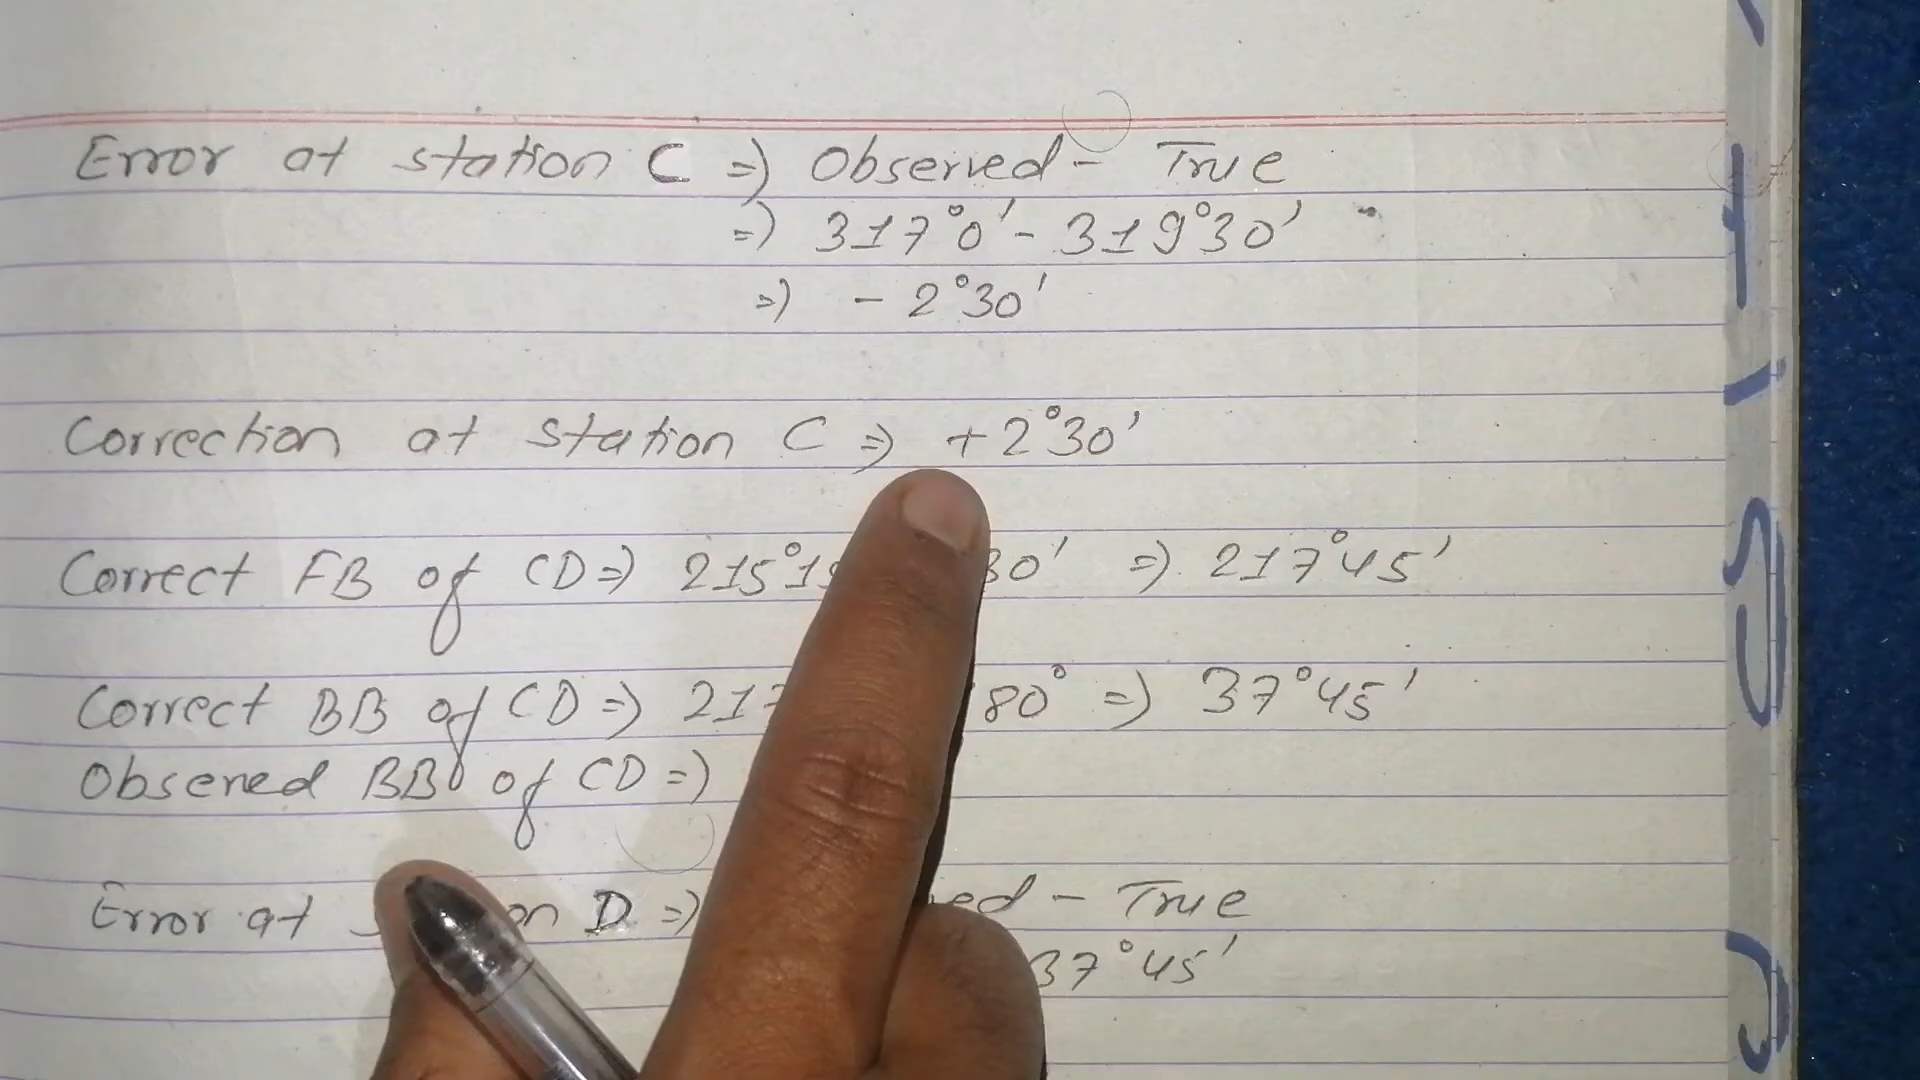 Error at station C => Observed - True
=> 317°0' - 319°30'
=> - 2°30'
Correction at station C => +2°30'
Correct FB of CD => 215°1 30' => 217°45'
Correct BB of CD => 217 80° => 37°45'
Obsened BB of CD =>
Error at on D => ed - True
37°45'